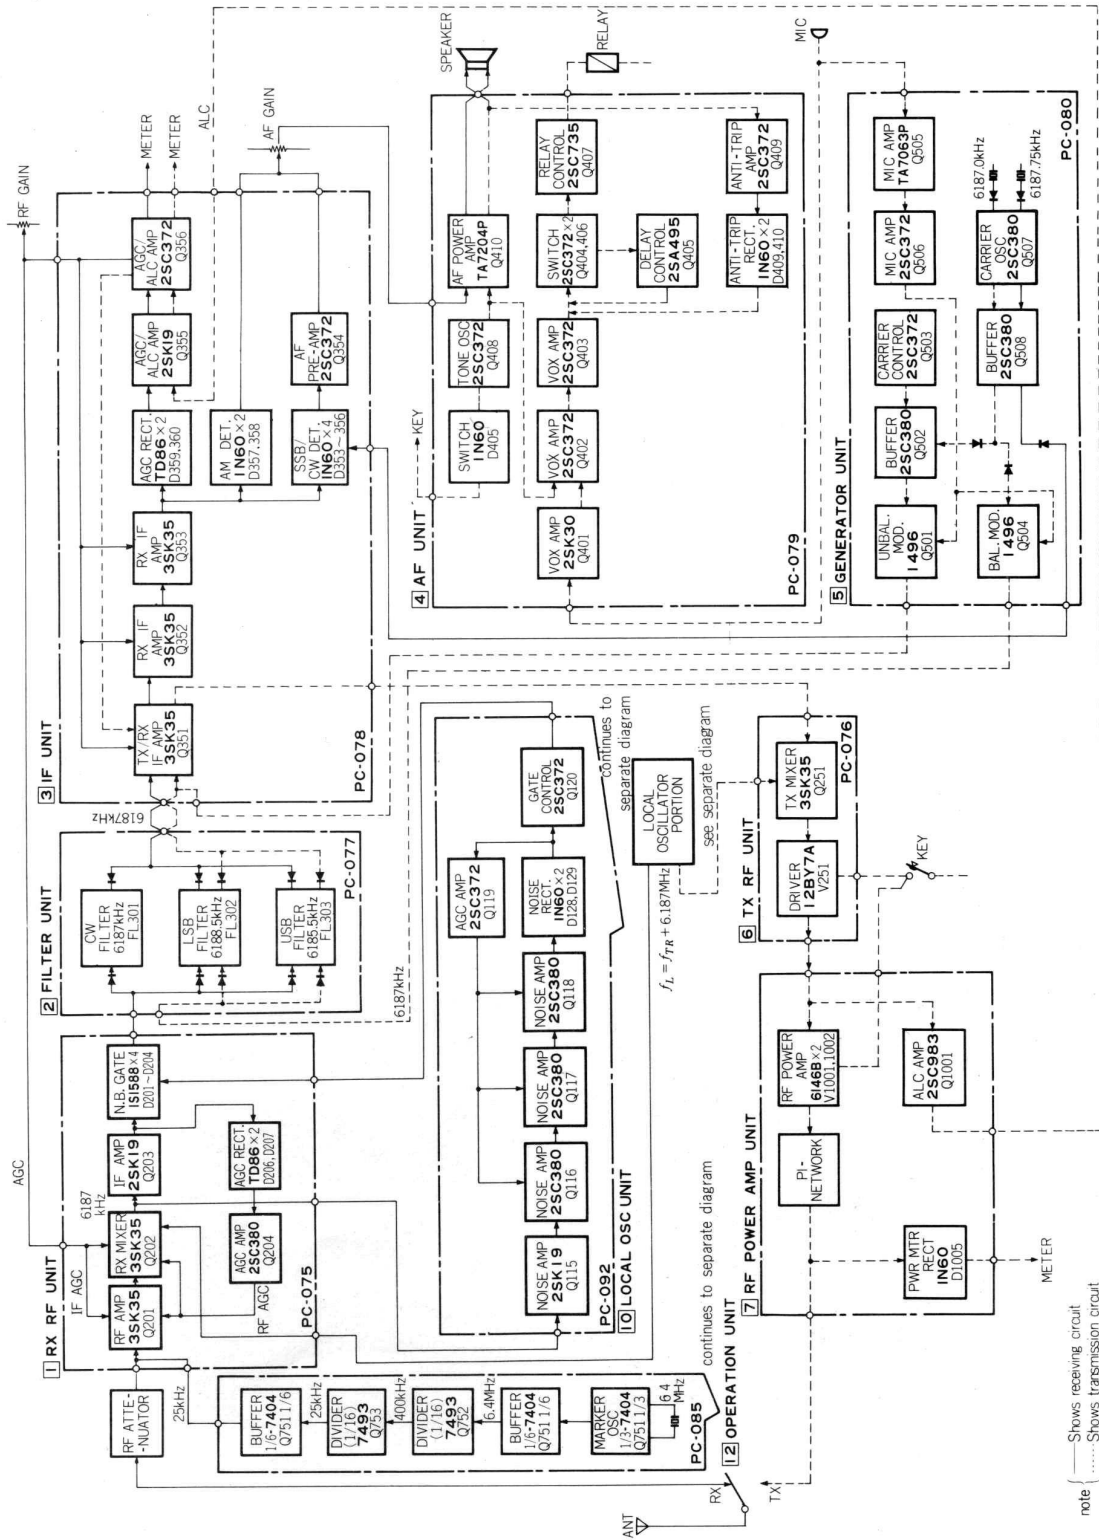 RF GAIN
AGC
ALC
METER
METER
AF GAIN
SPEAKER
RELAY
MIC
1 RX RF UNIT
RF ATTE-
-NUATOR
25kHz
IF AGC
RF AMP
3SK35
Q201
6187
kHz
RX MIXER
3SK35
Q202
IF AMP
2SK19
Q203
N.B. GATE
IS1588×4
D201~D204
AGC RECT.
TD86×2
D206,D207
AGC AMP
2SC380
Q204
RF AGC
PC-075
2 FILTER UNIT
CW
FILTER
6187kHz
FL301
LSB
FILTER
6188.5kHz
FL302
USB
FILTER
6185.5kHz
FL303
PC-077
6187kHz
6187kHz
3 IF UNIT
TX/RX
IF AMP
3SK35
Q351
RX IF
AMP
3SK35
Q352
RX IF
AMP
3SK35
Q353
AGC RECT.
TD86×2
D359.360
AGC/
ALC AMP
2SK19
Q355
AGC/
ALC AMP
2SC372
Q356
AM DET.
IN60×2
D357.358
SSB/
CW DET.
IN60×4
D353~356
AF
PRE-AMP
2SC372
Q354
PC-078
4 AF UNIT
KEY
SWITCH
IN60
D405
TONE OSC
2SC372
Q408
AF POWER
AMP
TA7204P
Q410
VOX AMP
2SK30
Q401
VOX AMP
2SC372
Q402
VOX AMP
2SC372
Q403
SWITCH
2SC372×2
Q404,406
RELAY
CONTROL
2SC735
Q407
DELAY
CONTROL
2SA495
Q405
ANTI-TRIP
RECT.
IN60×2
D409,410
ANTI-TRIP
AMP
2SC372
Q409
PC-079
5 GENERATOR UNIT
UNBAL.
MOD.
1496
Q501
BUFFER
2SC380
Q502
CARRIER
CONTROL
2SC372
Q503
MIC AMP
2SC372
Q506
MIC AMP
TA7063P
Q505
BAL.MOD.
1496
Q504
BUFFER
2SC380
Q508
CARRIER
OSC
2SC380
Q507
6187.0kHz
6187.75kHz
PC-080
PC-092
10 LOCAL OSC UNIT
NOISE AMP
2SK19
Q115
NOISE AMP
2SC380
Q116
NOISE AMP
2SC380
Q117
NOISE AMP
2SC380
Q118
NOISE
RECT.
IN60×2
D128,D129
AGC AMP
2SC372
Q119
GATE
CONTROL
2SC372
Q120
continues to
separate diagram
LOCAL
OSCILLATOR
PORTION
see separate diagram
fL = fTR + 6.187MHz
6 TX RF UNIT
TX MIXER
3SK35
Q251
DRIVER
12BY7A
V251
PC-076
KEY
7 RF POWER AMP UNIT
RF POWER
AMP
6146B×2
V1001,1002
PI-
NETWORK
ALC AMP
2SC983
Q1001
PWR MTR
RECT
IN60
D1005
METER
12 OPERATION UNIT
continues to separate diagram
BUFFER
1/6-7404
Q751 1/6
25kHz
DIVIDER
(1/16)
7493
Q753
400kHz
DIVIDER
(1/16)
7493
Q752
6.4MHz
BUFFER
1/6-7404
Q751 1/6
MARKER
OSC
1/3-7404
Q751 1/3
6.4
MHz
PC-085
RX
TX
ANT
note { —— Shows receiving circuit
...... Shows transmission circuit